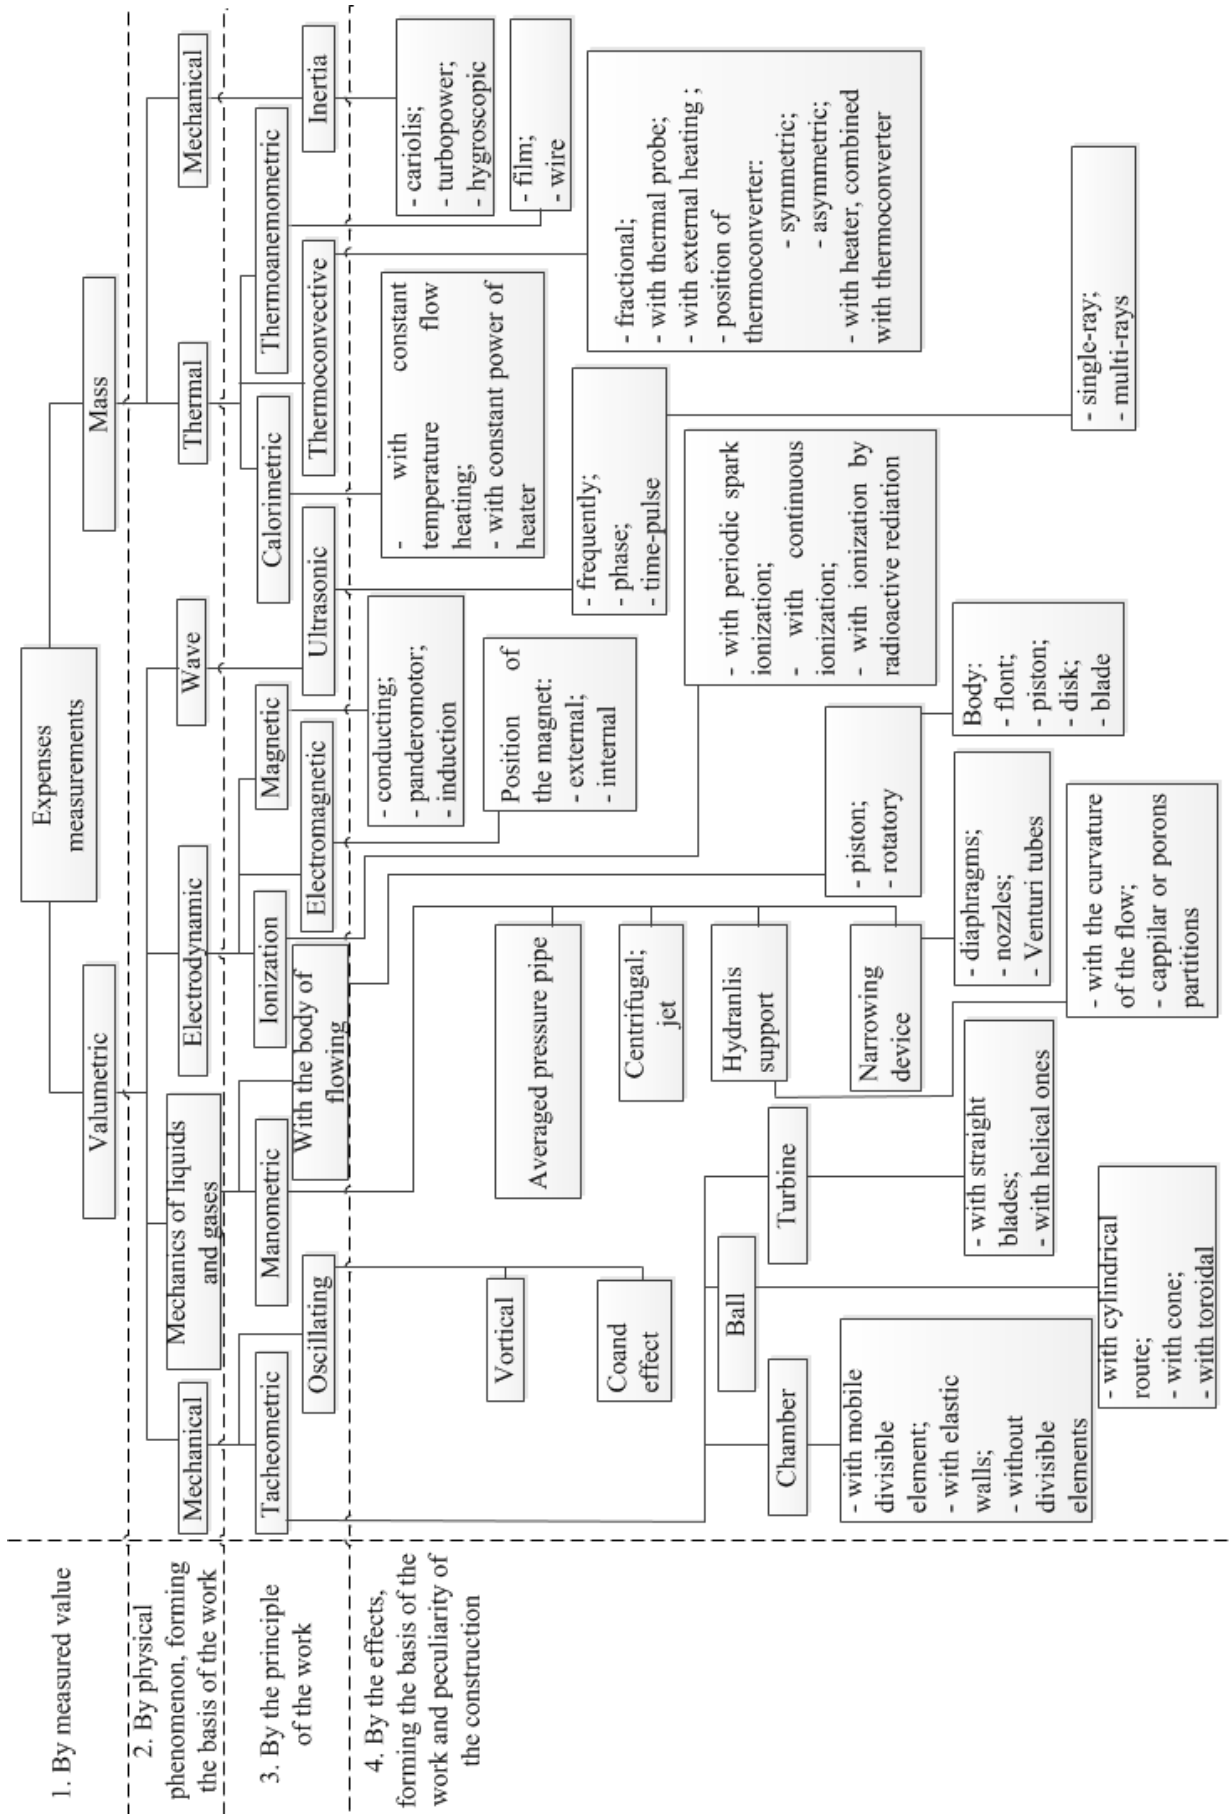 1. By measured value
Expenses
measurements
Valumetric
Mass
2. By physical
phenomenon, forming
the basis of the work
Mechanical
Mechanics of liquids
and gases
Electrodynamic
Wave
Thermal
Mechanical
3. By the principle
of the work
Tacheometric
Manometric
Ionization
Magnetic
Calorimetric
Thermoanemometric
Oscillating
With the body of
flowing
Electromagnetic
Ultrasonic
Thermoconvective
Inertia
4. By the effects,
forming the basis of the
work and peculiarity of
the construction
- conducting;
- panderomotor;
- induction
- with constant
temperature flow
heating;
- with constant power of
heater
- cariolis;
- turbopower;
- hygroscopic
Vortical
Averaged pressure pipe
Position of
the magnet:
- external;
- internal
- film;
- wire
Coand
effect
Centrifugal;
jet
- frequently;
- phase;
- time-pulse
- fractional;
- with thermal probe;
- with external heating ;
- position of
thermoconverter:
- symmetric;
- asymmetric;
- with heater, combined
with thermoconverter
Ball
Hydranlis
support
- with periodic spark
ionization;
- with continuous
ionization;
- with ionization by
radioactive rediation
Chamber
Turbine
Narrowing
device
- piston;
- rotatory
- with mobile
divisible
element;
- with elastic
walls;
- without
divisible
elements
- with straight
blades;
- with helical ones
- diaphragms;
- nozzles;
- Venturi tubes
Body:
- flont;
- piston;
- disk;
- blade
- with cylindrical
route;
- with cone;
- with toroidal
- with the curvature
of the flow;
- cappilar or porons
partitions
- single-ray;
- multi-rays